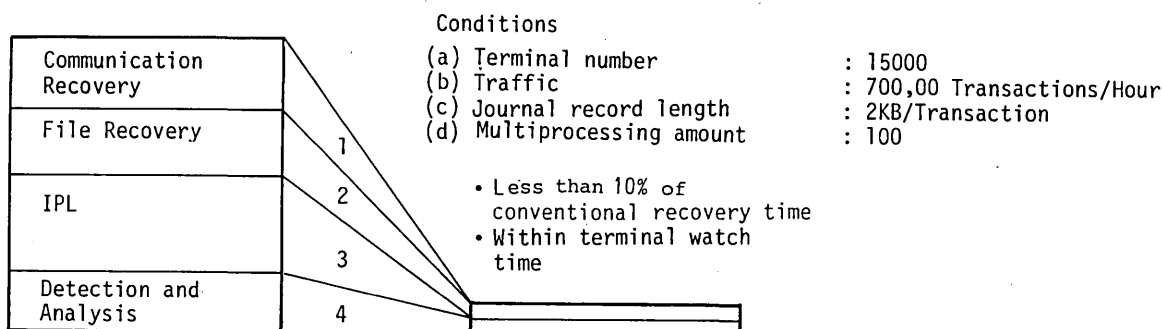 Conditions
(a) Terminal number : 15000
(b) Traffic : 700,00 Transactions/Hour
(c) Journal record length : 2KB/Transaction
(d) Multiprocessing amount : 100
• Less than 10% of
conventional recovery time
• Within terminal watch
time
Communication
Recovery
File Recovery
IPL
Detection and
Analysis
1
2
3
4